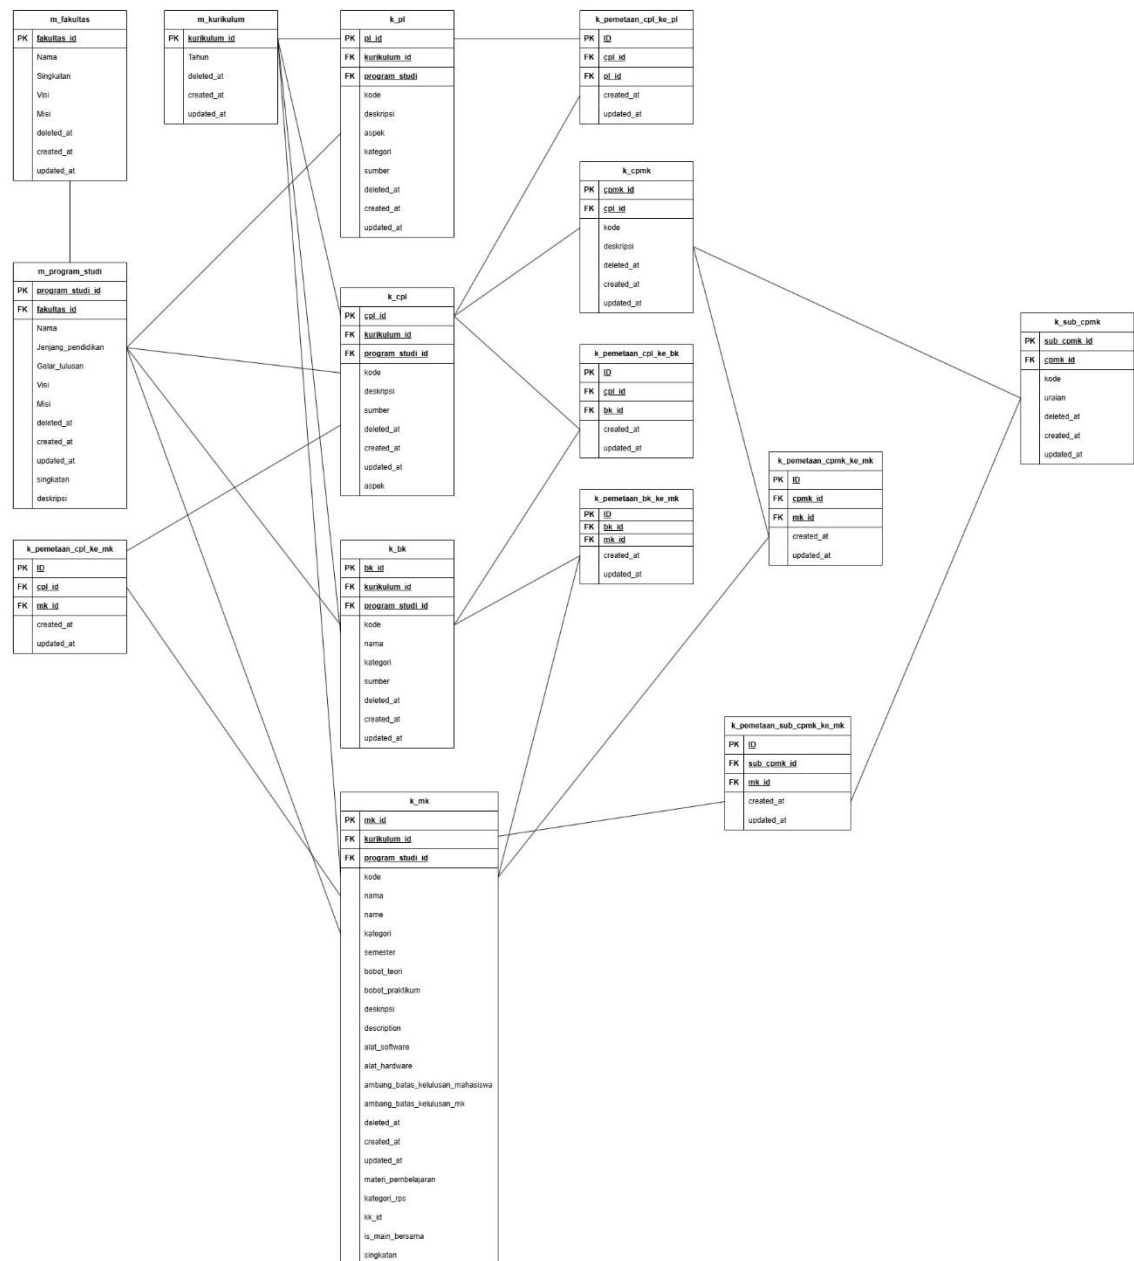 m_fakultas
PK fakultas_id
Nama
Singkatan
Visi
Misi
deleted_at
created_at
updated_at
m_kurikulum
PK kurikulum_id
Tahun
deleted_at
created_at
updated_at
k_pl
PK pl_id
FK kurikulum_id
FK program_studi
kode
deskripsi
aspek
kategori
sumber
deleted_at
created_at
updated_at
k_pemetaan_cpl_ke_pl
PK ID
FK cpl_id
FK pl_id
created_at
updated_at
k_cpmk
PK cpmk_id
FK cpl_id
kode
deskripsi
deleted_at
created_at
updated_at
m_program_studi
PK program_studi_id
FK fakultas_id
Nama
Jenjang_pendidikan
Gelar_lulusan
Visi
Misi
deleted_at
created_at
updated_at
singkatan
deskripsi
k_cpl
PK cpl_id
FK kurikulum_id
FK program_studi_id
kode
deskripsi
sumber
deleted_at
created_at
updated_at
aspek
k_pemetaan_cpl_ke_bk
PK ID
FK cpl_id
FK bk_id
created_at
updated_at
k_sub_cpmk
PK sub_cpmk_id
FK cpmk_id
kode
uraian
deleted_at
created_at
updated_at
k_pemetaan_cpmk_ke_mk
PK ID
FK cpmk_id
FK mk_id
created_at
updated_at
k_pemetaan_bk_ke_mk
PK ID
FK bk_id
FK mk_id
created_at
updated_at
k_pemetaan_cpl_ke_mk
PK ID
FK cpl_id
FK mk_id
created_at
updated_at
k_bk
PK bk_id
FK kurikulum_id
FK program_studi_id
kode
nama
kategori
sumber
deleted_at
created_at
updated_at
k_pemetaan_sub_cpmk_ke_mk
PK ID
FK sub_cpmk_id
FK mk_id
created_at
updated_at
k_mk
PK mk_id
FK kurikulum_id
FK program_studi_id
kode
nama
name
kategori
semester
bobot_teori
bobot_praktikum
deskripsi
description
alat_software
alat_hardware
ambang_batas_kelulusan_mahasiswa
ambang_batas_kelulusan_mk
deleted_at
created_at
updated_at
materi_pembelajaran
kategori_rps
kk_id
is_main_bersama
singkatan